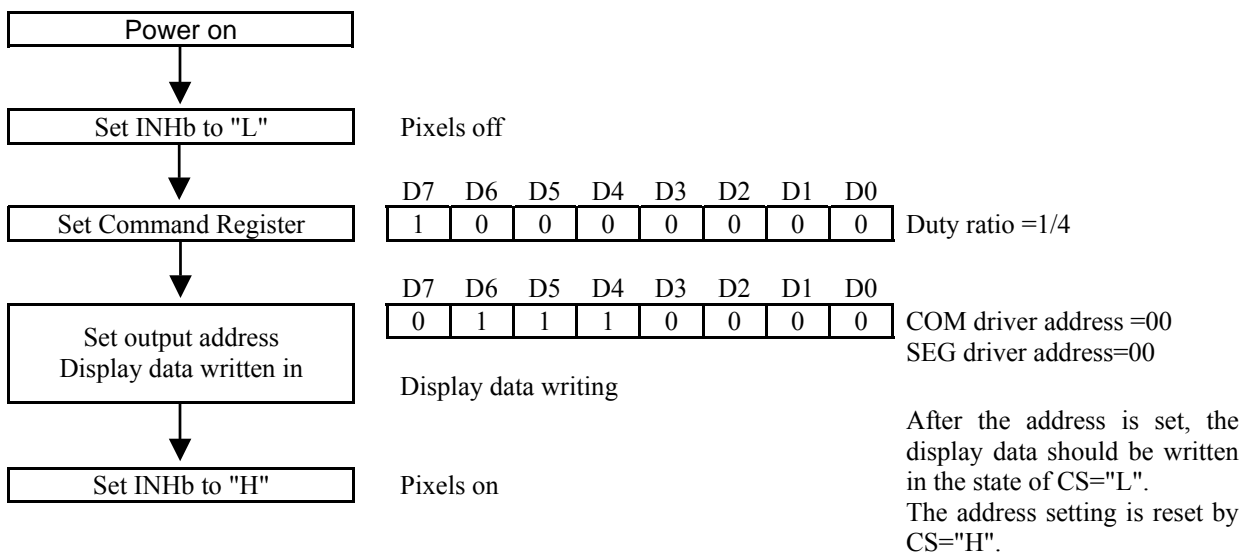 Power on
Set INHb to "L"
Pixels off
D7 D6 D5 D4 D3 D2 D1 D0
Set Command Register
1 0 0 0 0 0 0 0
Duty ratio =1/4
D7 D6 D5 D4 D3 D2 D1 D0
0 1 1 1 0 0 0 0
COM driver address =00
SEG driver address=00
Set output address
Display data written in
Display data writing
After the address is set, the
display data should be written
in the state of CS="L".
The address setting is reset by
CS="H".
Set INHb to "H"
Pixels on